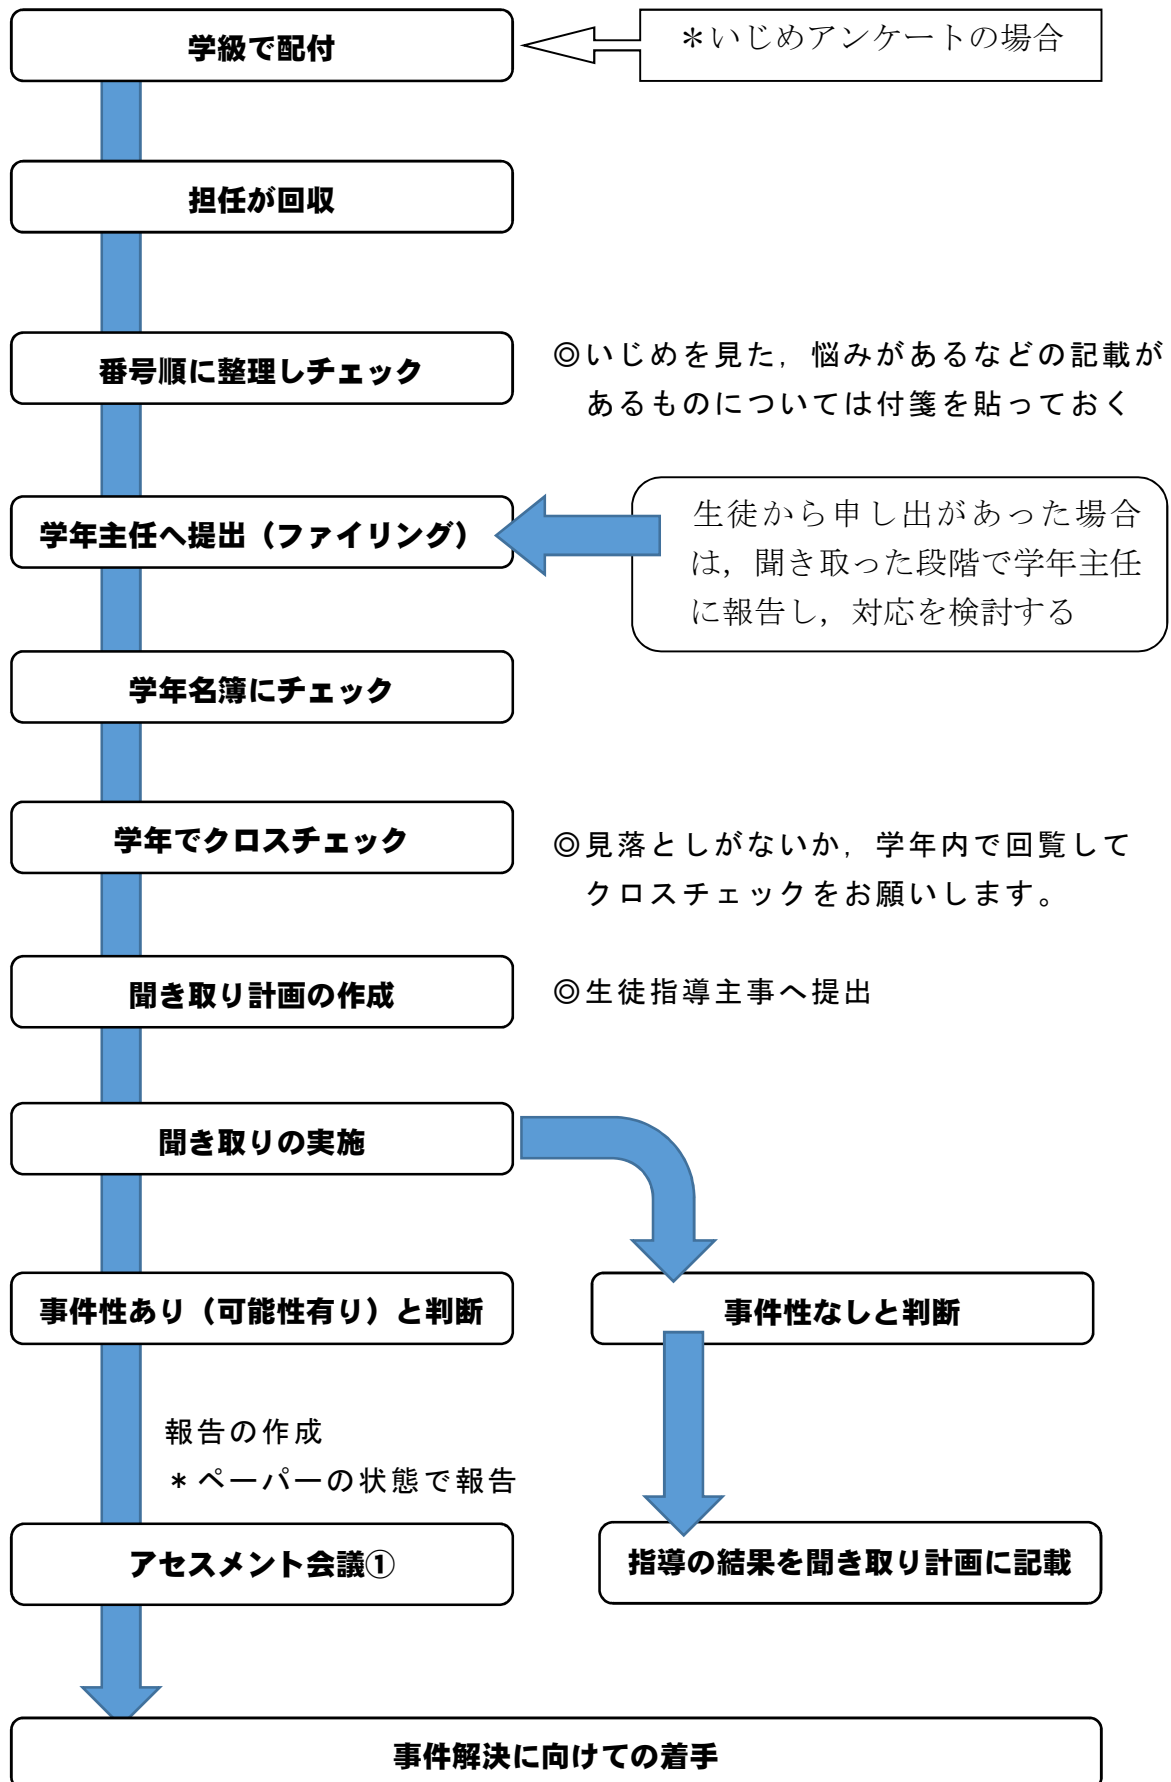 学級で配付
＊いじめアンケートの場合
担任が回収
番号順に整理しチェック
◎いじめを見た，悩みがあるなどの記載が
あるものについては付箋を貼っておく
学年主任へ提出（ファイリング）
生徒から申し出があった場合
は，聞き取った段階で学年主任
に報告し，対応を検討する
学年名簿にチェック
学年でクロスチェック
◎見落としがないか，学年内で回覧して
クロスチェックをお願いします。
聞き取り計画の作成
◎生徒指導主事へ提出
聞き取りの実施
事件性あり（可能性有り）と判断
事件性なしと判断
報告の作成
＊ペーパーの状態で報告
アセスメント会議①
指導の結果を聞き取り計画に記載
事件解決に向けての着手